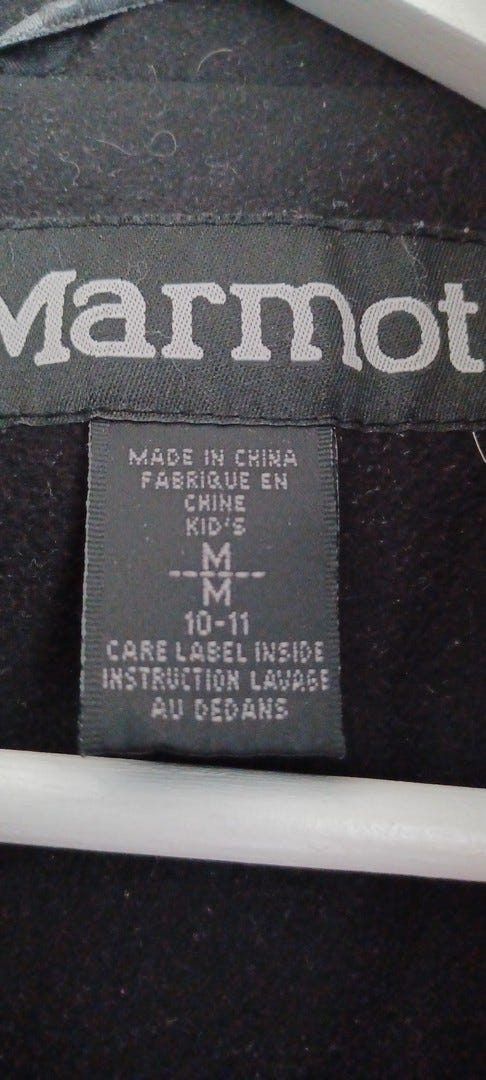 Marmot
MADE IN CHINA
FABRIQUE EN
CHINE
KID'S
M
M
10-11
CARE LABEL INSIDE
INSTRUCTION LAVAGE
AU DEDANS